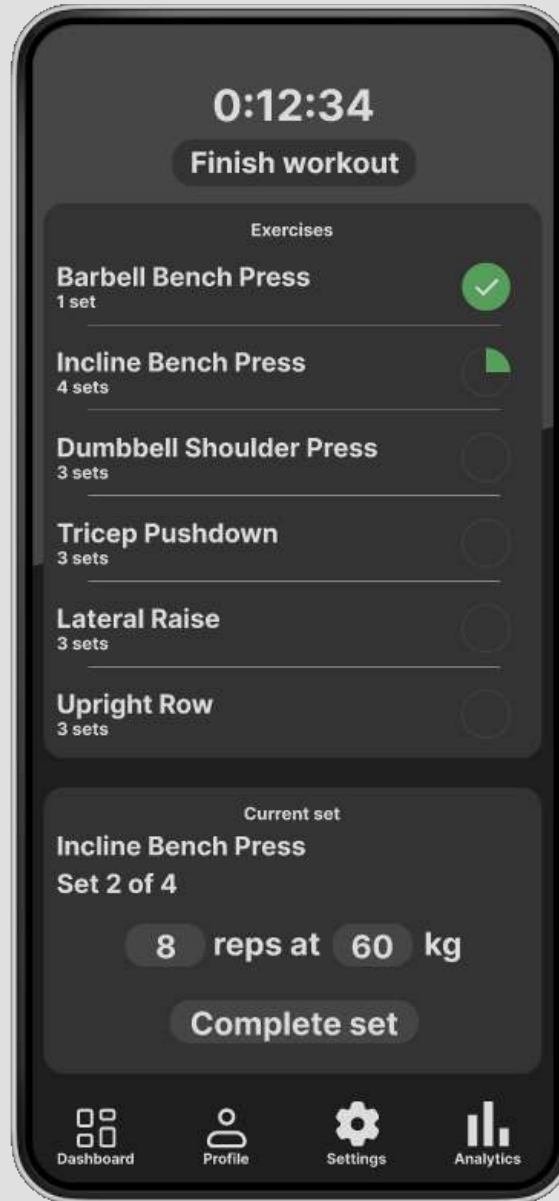 0:12:34
Finish workout
Exercises
Barbell Bench Press
1 set
Incline Bench Press
4 sets
Dumbbell Shoulder Press
3 sets
Tricep Pushdown
3 sets
Lateral Raise
3 sets
Upright Row
3 sets
Current set
Incline Bench Press
Set 2 of 4
8 reps at 60 kg
Complete set
Dashboard Profile Settings Analytics